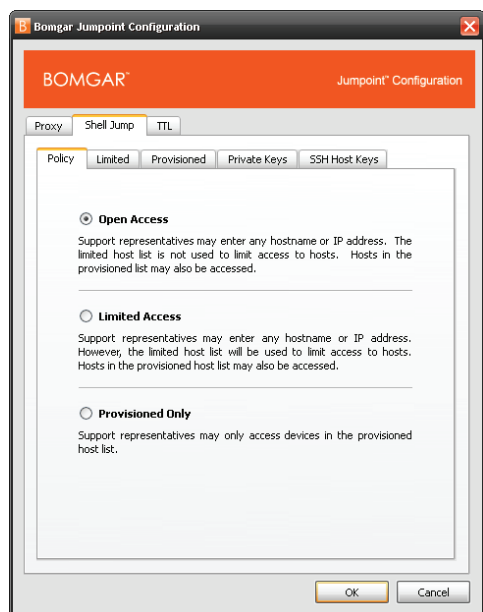 Bomgar Jumpoint Configuration
BOMGAR™
Jumpoint™ Configuration
Proxy
Shell Jump
TTL
Policy
Limited
Provisioned
Private Keys
SSH Host Keys
Open Access
Support representatives may enter any hostname or IP address. The
limited host list is not used to limit access to hosts. Hosts in the
provisioned list may also be accessed.
Limited Access
Support representatives may enter any hostname or IP address.
However, the limited host list will be used to limit access to hosts.
Hosts in the provisioned host list may also be accessed.
Provisioned Only
Support representatives may only access devices in the provisioned
host list.
OK
Cancel